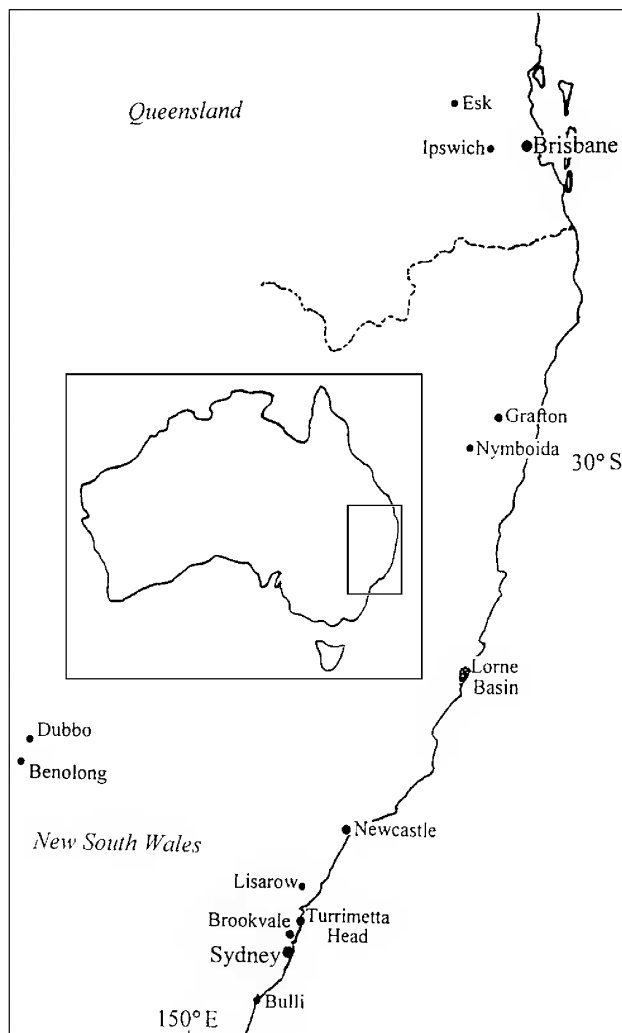 Esk
Queensland
Ipswich
Brisbane
Grafton
Nymboida
30° S
Lorne
Basin
Dubbo
Benolong
Newcastle
New South Wales
Lisarow
Brookvale
Turrimetta
Head
Sydney
Bulli
150° E